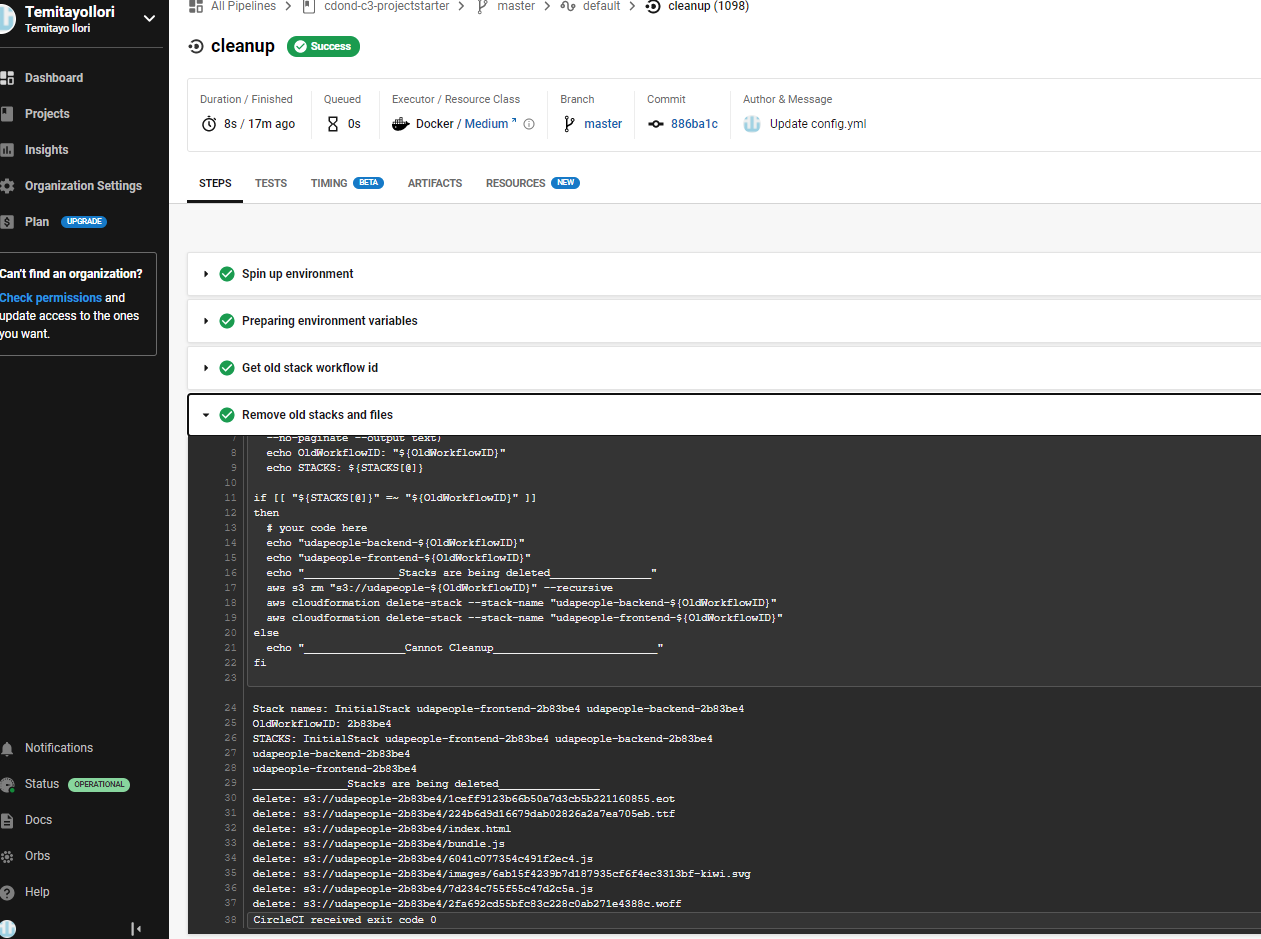 TemitayoIlori
Temitayo Ilori
Dashboard
Projects
Insights
Organization Settings
Plan UPGRADE
Can't find an organization?
Check permissions and
update access to the ones
you want.
Notifications
Status OPERATIONAL
Docs
Orbs
Help
All Pipelines cdond-c3-projectstarter master default cleanup (1098)
cleanup Success
Duration / Finished
8s / 17m ago
Queued
0s
Executor / Resource Class
Docker / Medium
Branch
master
Commit
886ba1c
Author & Message
Update config.yml
STEPS TESTS TIMING BETA ARTIFACTS RESOURCES NEW
Spin up environment
Preparing environment variables
Get old stack workflow id
Remove old stacks and files
7 --no-paginate --output text)
8 echo OldWorkflowID: "${OldWorkflowID}"
9 echo STACKS: ${STACKS[@]}
10
11 if [[ "${STACKS[@]}" =~ "${OldWorkflowID}" ]]
12 then
13 # your code here
14 echo "udapeople-backend-${OldWorkflowID}"
15 echo "udapeople-frontend-${OldWorkflowID}"
16 echo "_______________Stacks are being deleted________________"
17 aws s3 rm "s3://udapeople-${OldWorkflowID}" --recursive
18 aws cloudformation delete-stack --stack-name "udapeople-backend-${OldWorkflowID}"
19 aws cloudformation delete-stack --stack-name "udapeople-frontend-${OldWorkflowID}"
20 else
21 echo "________________Cannot Cleanup__________________________"
22 fi
23
24 Stack names: InitialStack udapeople-frontend-2b83be4 udapeople-backend-2b83be4
25 OldWorkflowID: 2b83be4
26 STACKS: InitialStack udapeople-frontend-2b83be4 udapeople-backend-2b83be4
27 udapeople-backend-2b83be4
28 udapeople-frontend-2b83be4
29 _______________Stacks are being deleted________________
30 delete: s3://udapeople-2b83be4/1ceff9123b66b50a7d3cb5b221160855.eot
31 delete: s3://udapeople-2b83be4/224b6d9d16679dab02826a2a7ea705eb.ttf
32 delete: s3://udapeople-2b83be4/index.html
33 delete: s3://udapeople-2b83be4/bundle.js
34 delete: s3://udapeople-2b83be4/6041c077354c491f2ec4.js
35 delete: s3://udapeople-2b83be4/images/6ab15f4239b7d187935cf6f4ec3313bf-kiwi.svg
36 delete: s3://udapeople-2b83be4/7d234c755f55c47d2c5a.js
37 delete: s3://udapeople-2b83be4/2fa692cd55bfc83c228c0ab271e4388c.woff
38 CircleCI received exit code 0